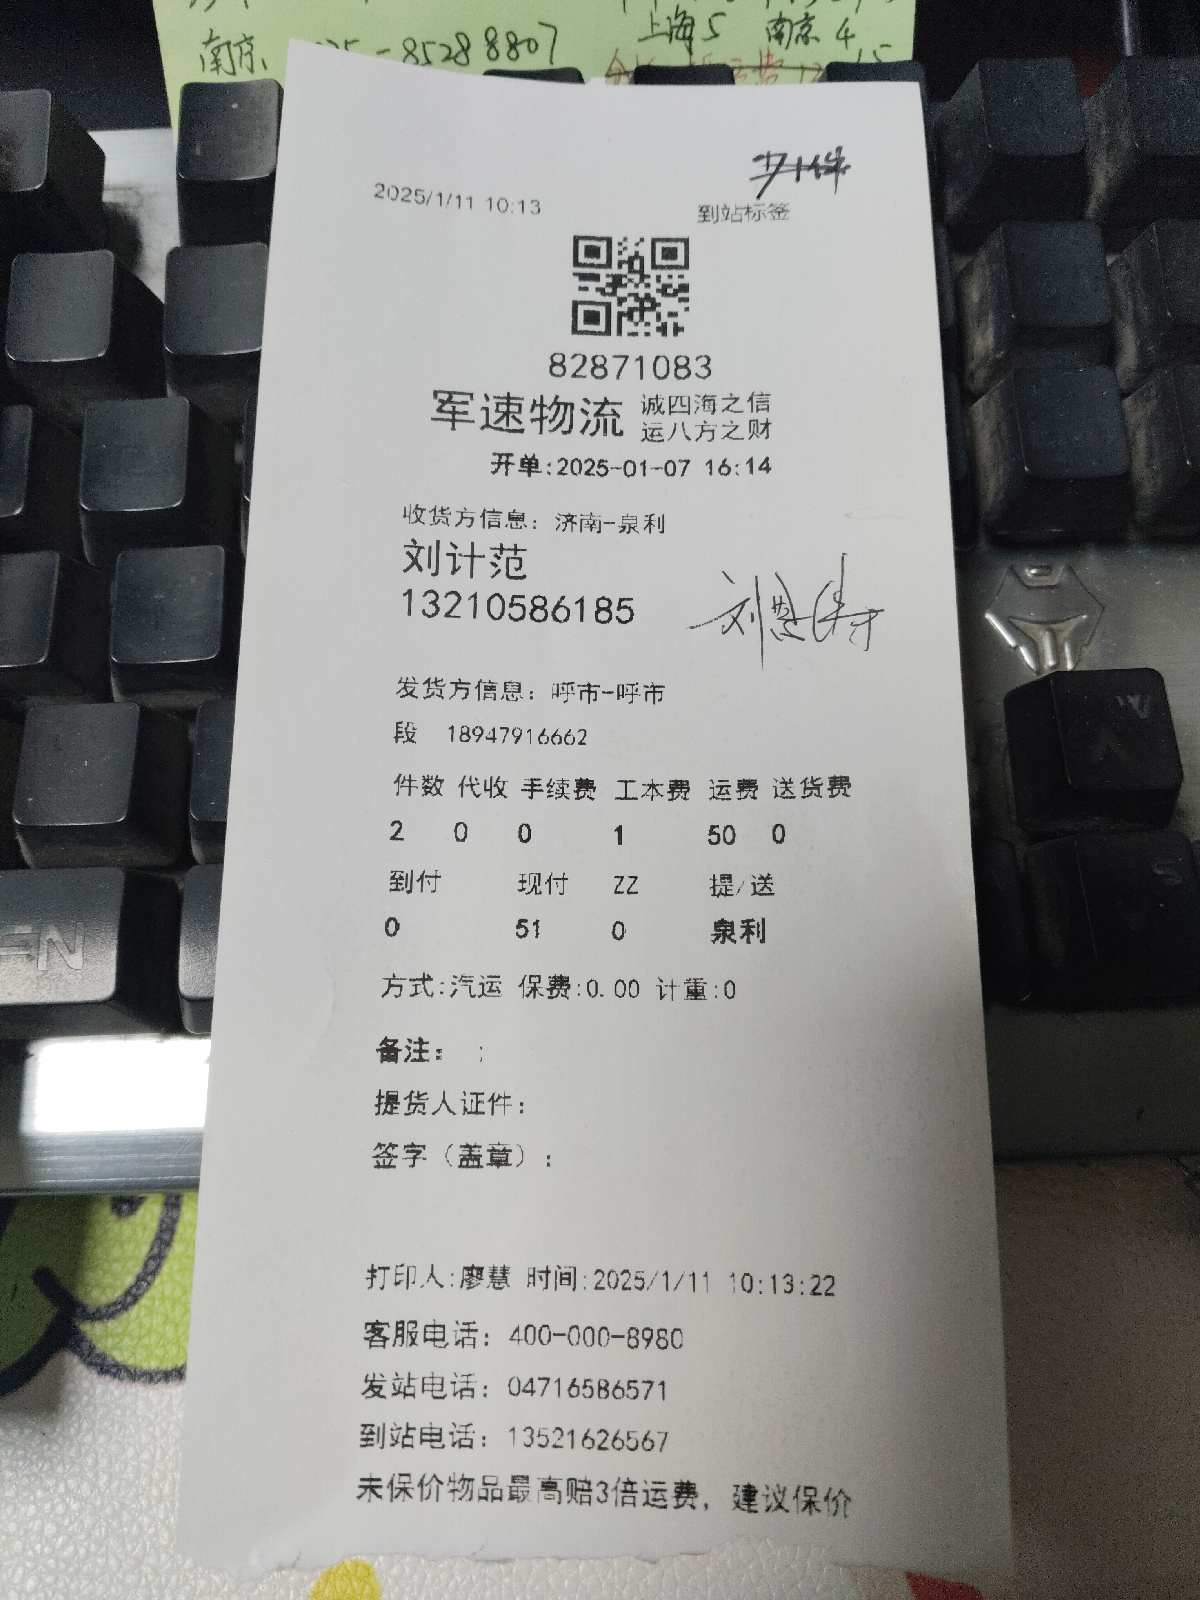 南京 -85288807
上海5 南京4
2025/1/11 10:13
到站标签
82871083
军速物流 诚四海之信
运八方之财
开单:2025-01-07 16:14
收货方信息: 济南-泉利
刘计范
13210586185
发货方信息: 呼市-呼市
段 18947916662
件数 代收 手续费 工本费 运费 送货费
2 0 0 1 50 0
到付 现付 ZZ 提/送
0 51 0 泉利
方式:汽运 保费:0.00 计重:0
备注: ;
提货人证件:
签字（盖章）:
打印人:廖慧 时间:2025/1/11 10:13:22
客服电话: 400-000-8980
发站电话: 04716586571
到站电话: 13521626567
未保价物品最高赔3倍运费, 建议保价
FN
W
S